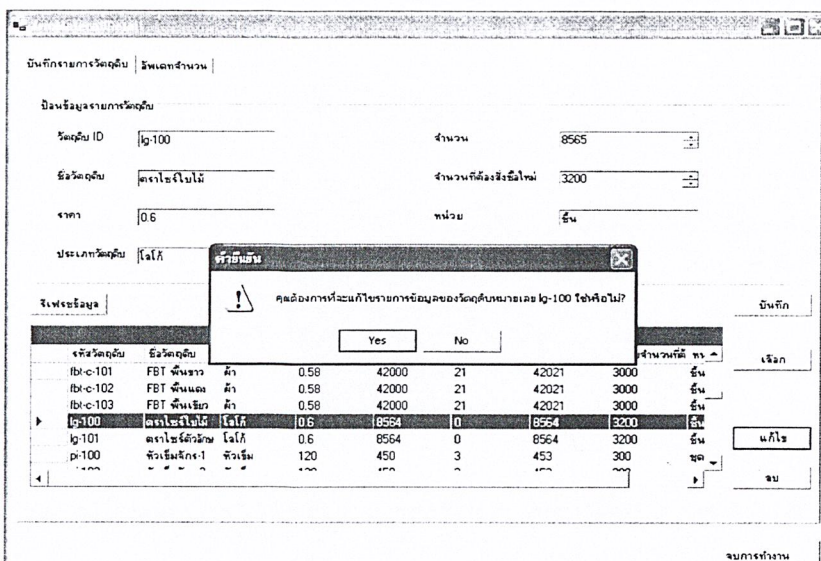 บันทึกรายการวัตถุดิบ อัพเดทจำนวน
ป้อนข้อมูลรายการวัตถุดิบ
วัตถุดิบ ID lg-100 จำนวน 8565
ชื่อวัตถุดิบ ตราไชร์ใบไม้ จำนวนที่ต้องสั่งซื้อใหม่ 3200
ราคา 0.6 หน่วย ชิ้น
ประเภทวัตถุดิบ โลโก้
คำยืนยัน
คุณต้องการที่จะแก้ไขรายการข้อมูลของวัตถุดิบหมายเลข lg-100 ใช่หรือไม่?
Yes No
รีเฟรชข้อมูล บันทึก
รหัสวัตถุดิบ ชื่อวัตถุดิบ
เลือก
fbt-c-101 FBT พื้นขาว ผ้า 0.58 42000 21 42021 3000 ชิ้น
fbt-c-102 FBT พื้นแดง ผ้า 0.58 42000 21 42021 3000 ชิ้น
fbt-c-103 FBT พื้นเขียว ผ้า 0.58 42000 21 42021 3000 ชิ้น
lg-100 ตราไชร์ใบไม้ โลโก้ 0.6 8564 0 8564 3200 ชิ้น
lg-101 ตราไชร์ตัวอักษ โลโก้ 0.6 8564 0 8564 3200 ชิ้น
แก้ไข
pi-100 หัวเข็มจักร-1 หัวเข็ม 120 450 3 453 300 ชุด
ลบ
จบการทำงาน